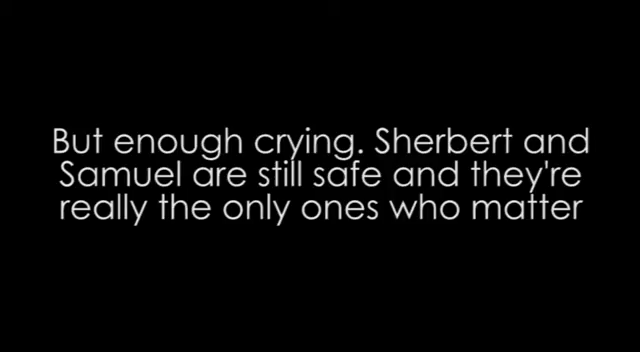 But enough crying. Sherbert and
Samuel are still safe and they're
really the only ones who matter